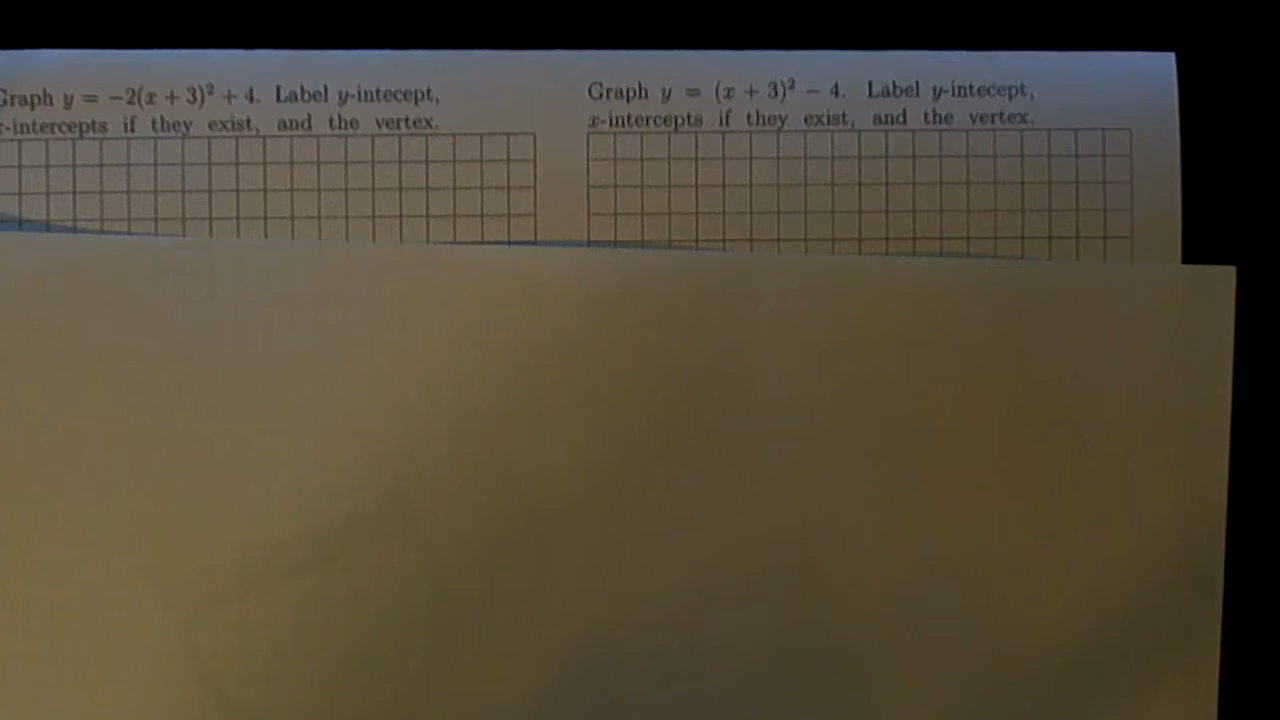 Graph y = −2(x + 3)² + 4. Label y-intecept,
x-intercepts if they exist, and the vertex.
Graph y = (x + 3)² − 4. Label y-intecept,
x-intercepts if they exist, and the vertex.